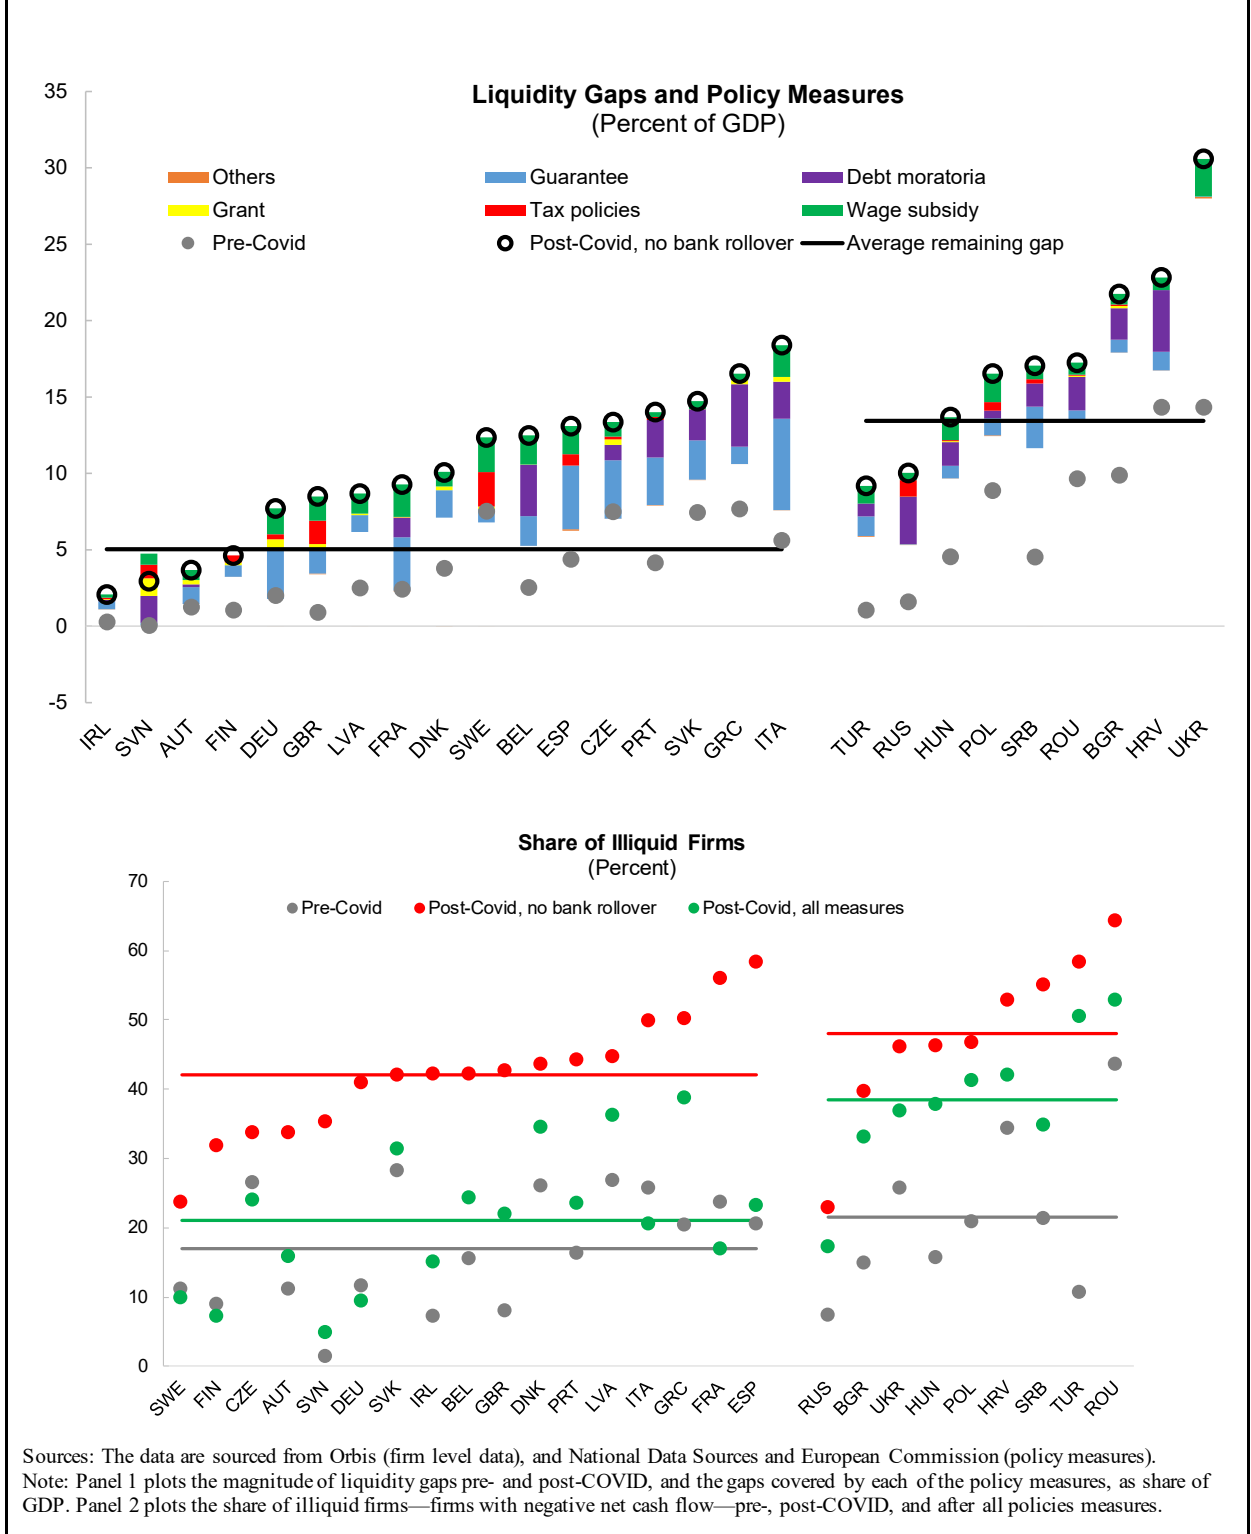 Liquidity Gaps and Policy Measures
(Percent of GDP)
35
30
25
20
15
10
5
0
-5
Others
Guarantee
Debt moratoria
Grant
Tax policies
Wage subsidy
Pre-Covid
Post-Covid, no bank rollover
Average remaining gap
IRL
SVN
AUT
FIN
DEU
GBR
LVA
FRA
DNK
SWE
BEL
ESP
CZE
PRT
SVK
GRC
ITA
TUR
RUS
HUN
POL
SRB
ROU
BGR
HRV
UKR
Share of Illiquid Firms
(Percent)
70
60
50
40
30
20
10
0
Pre-Covid
Post-Covid, no bank rollover
Post-Covid, all measures
SWE
FIN
CZE
AUT
SVN
DEU
SVK
IRL
BEL
GBR
DNK
PRT
LVA
ITA
GRC
FRA
ESP
RUS
BGR
UKR
HUN
POL
HRV
SRB
TUR
ROU
Sources: The data are sourced from Orbis (firm level data), and National Data Sources and European Commission (policy measures).
Note: Panel 1 plots the magnitude of liquidity gaps pre- and post-COVID, and the gaps covered by each of the policy measures, as share of
GDP. Panel 2 plots the share of illiquid firms—firms with negative net cash flow—pre-, post-COVID, and after all policies measures.